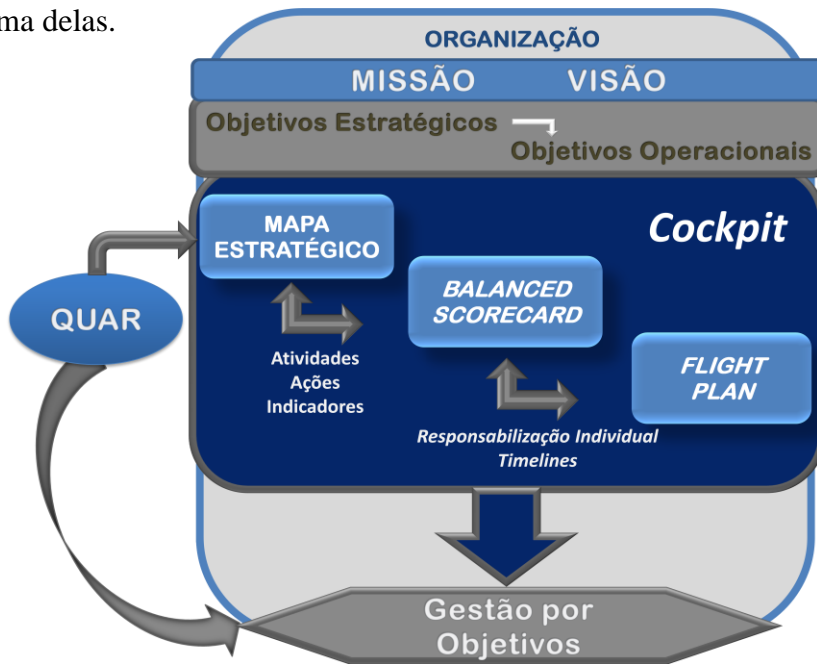 ma delas.
ORGANIZAÇÃO
MISSÃO VISÃO
Objetivos Estratégicos
Objetivos Operacionais
Cockpit
MAPA
ESTRATÉGICO
BALANCED
SCORECARD
QUAR
FLIGHT
PLAN
Atividades
Ações
Indicadores
Responsabilização Individual
Timelines
Gestão por
Objetivos